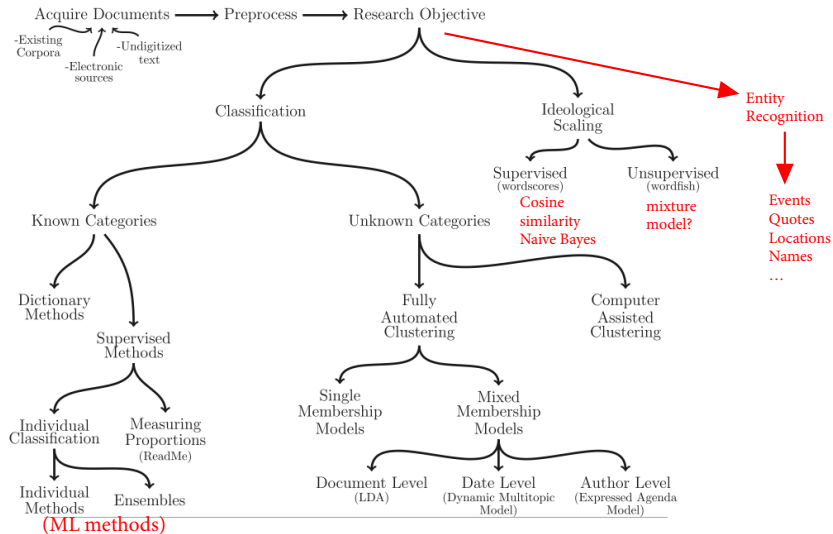 Acquire Documents
Preprocess
Research Objective
-Existing
Corpora
-Undigitized
text
-Electronic
sources
Classification
Ideological
Scaling
Entity
Recognition
Supervised
(wordscores)
Cosine
similarity
Naive Bayes
Unsupervised
(wordfish)
mixture
model?
Events
Quotes
Locations
Names
…
Known Categories
Unknown Categories
Dictionary
Methods
Supervised
Methods
Fully
Automated
Clustering
Computer
Assisted
Clustering
Individual
Classification
Measuring
Proportions
(ReadMe)
Single
Membership
Models
Mixed
Membership
Models
Individual
Methods
Ensembles
(ML methods)
Document Level
(LDA)
Date Level
(Dynamic Multitopic
Model)
Author Level
(Expressed Agenda
Model)